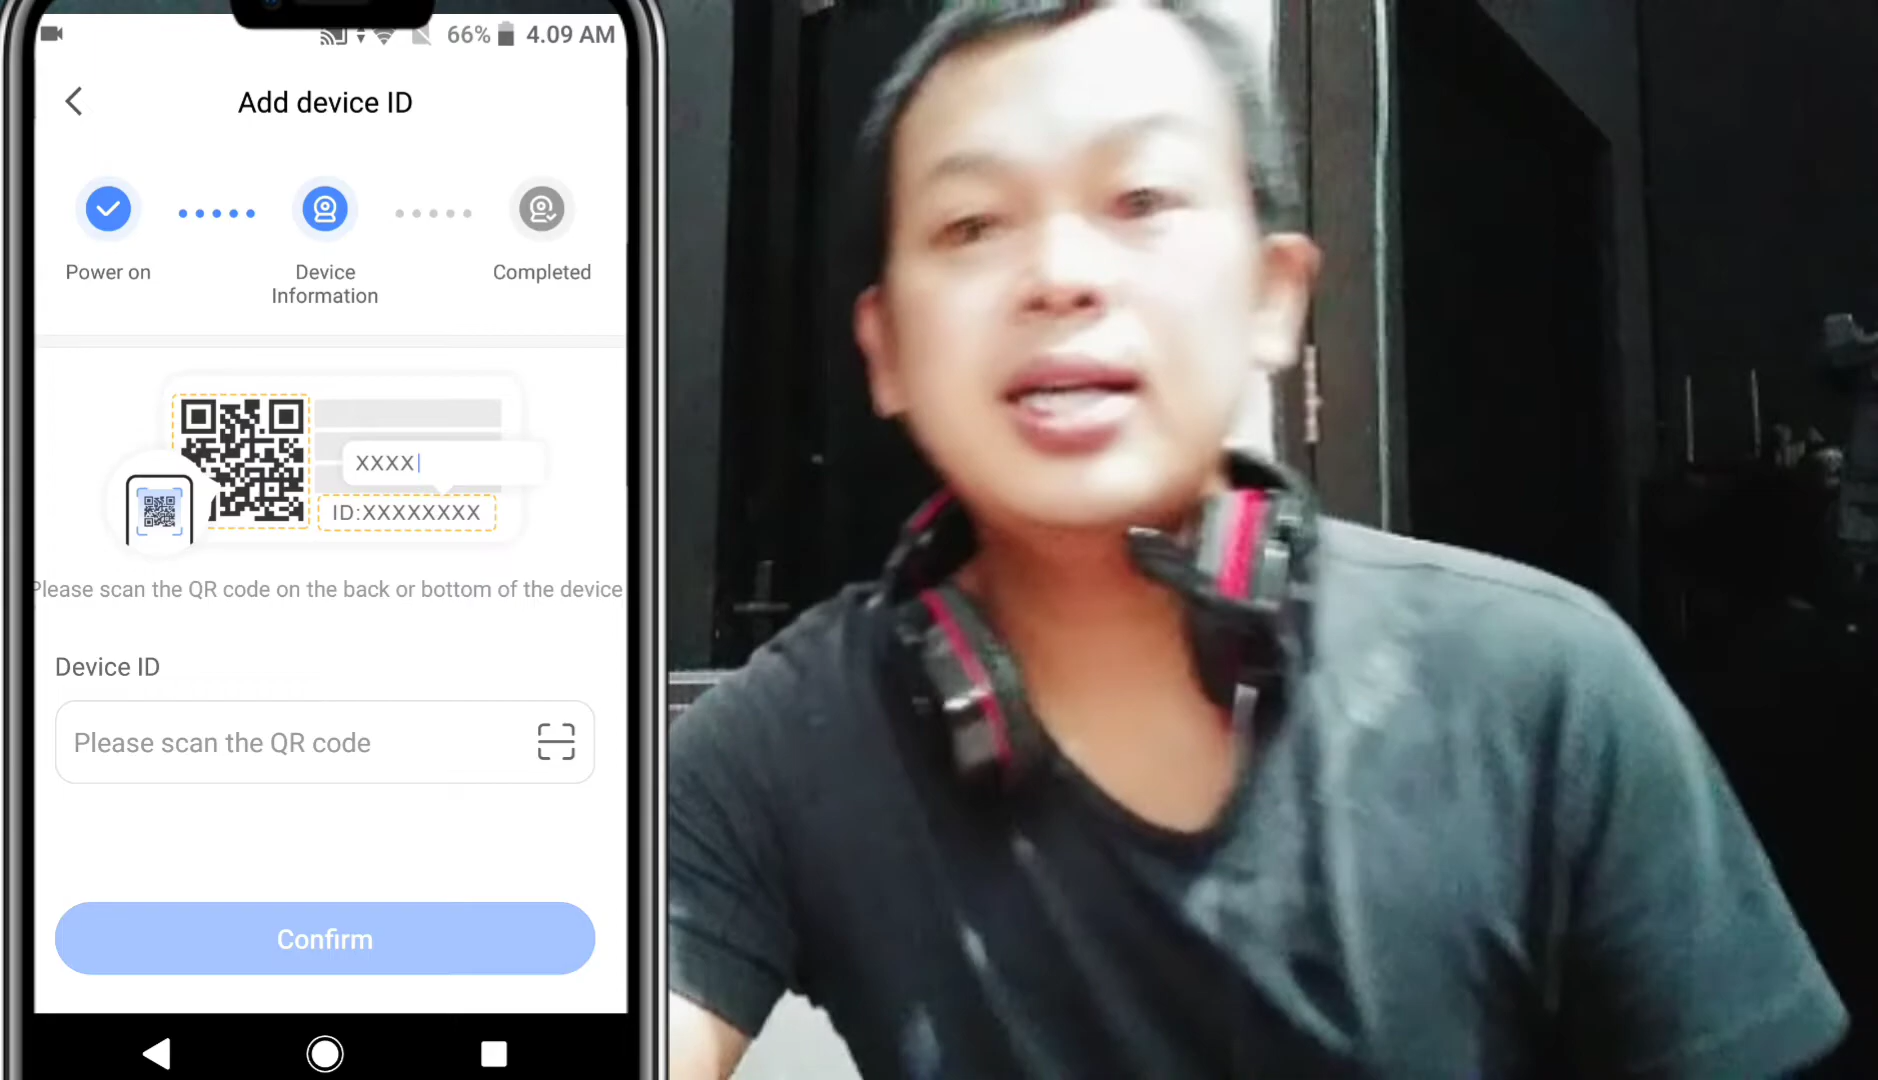 66% 4.09 AM
Add device ID
Power on
Device
Information
Completed
XXXX
ID:XXXXXXXX
Please scan the QR code on the back or bottom of the device
Device ID
Please scan the QR code
Confirm